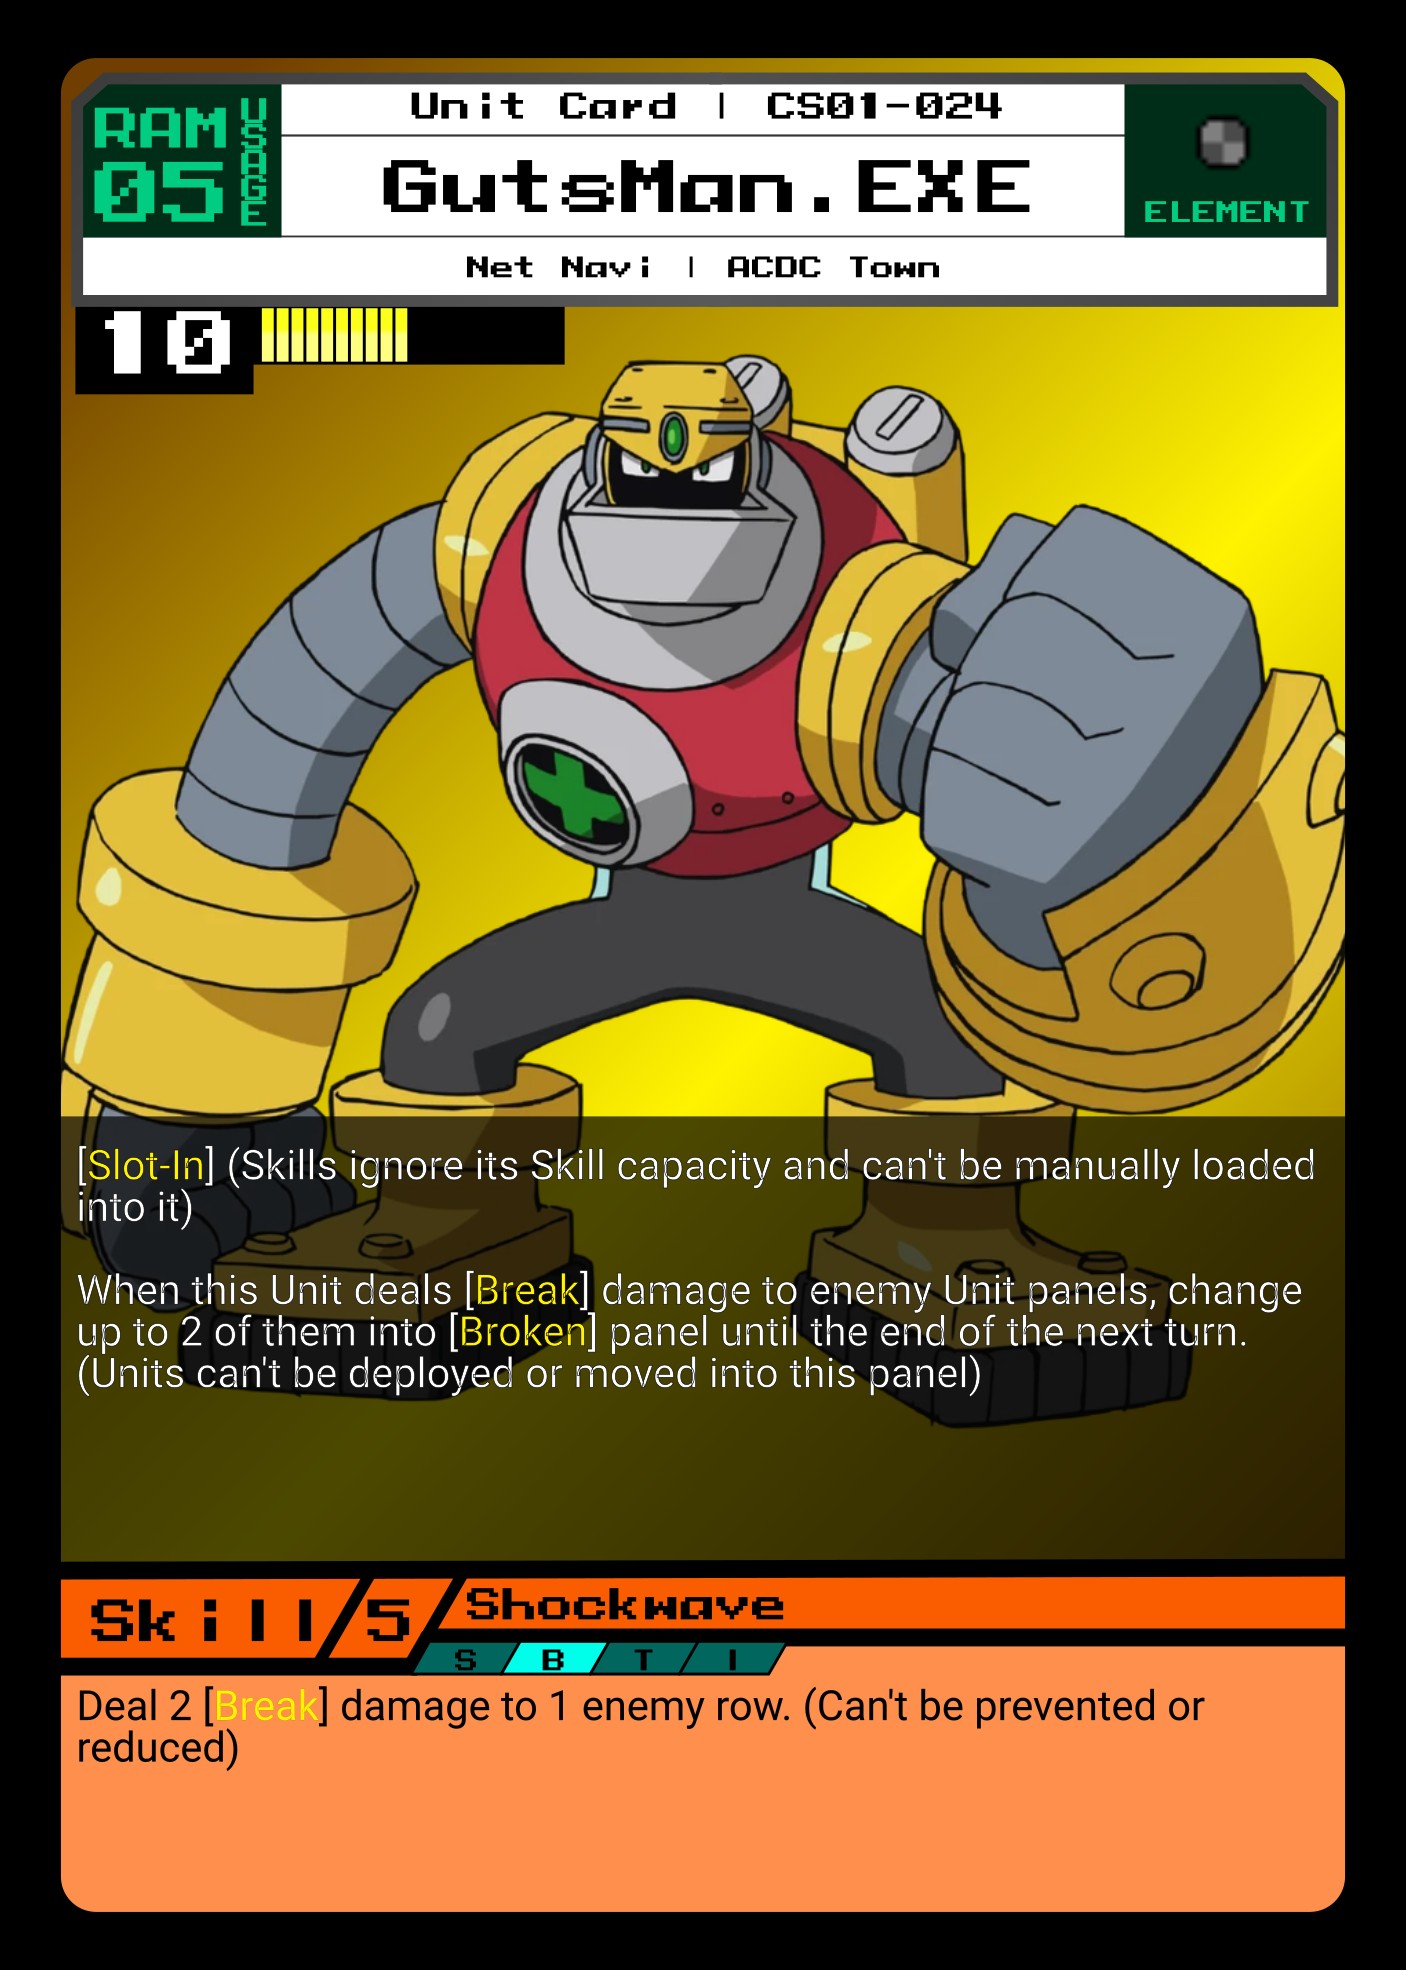 RAM
05
USAGE
Unit Card | CS01-024
GutsMan.EXE
ELEMENT
Net Navi | ACDC Town
10
[Slot-In] (Skills ignore its Skill capacity and can't be manually loaded
into it)
When this Unit deals [Break] damage to enemy Unit panels, change
up to 2 of them into [Broken] panel until the end of the next turn.
(Units can't be deployed or moved into this panel)
Skill/5
Shockwave
S B T I
Deal 2 [Break] damage to 1 enemy row. (Can't be prevented or
reduced)